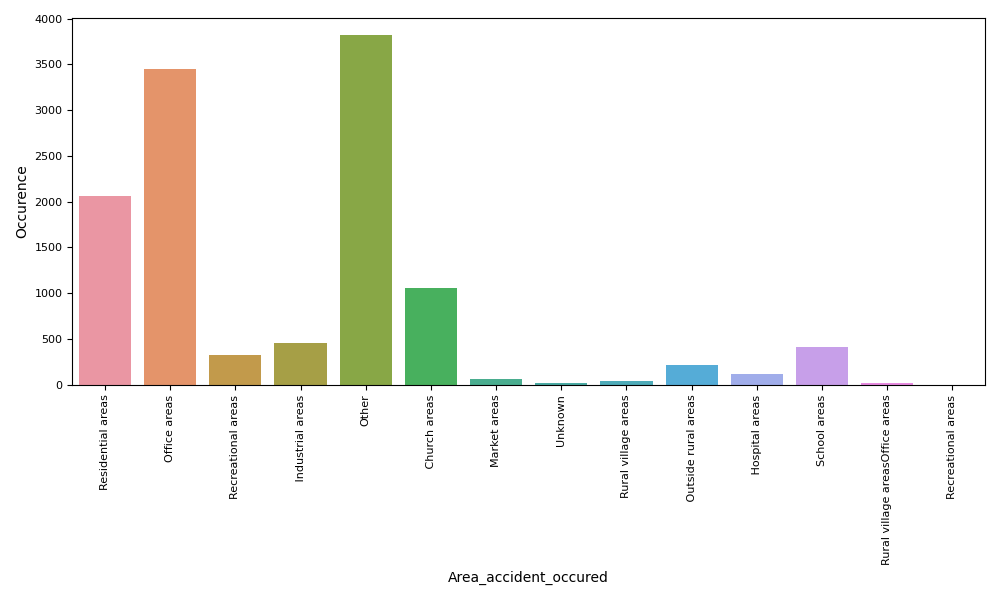 4000
3500
3000
2500
2000
1500
1000
500
0
Occurence
Residential areas
Office areas
Recreational areas
Industrial areas
Other
Church areas
Market areas
Unknown
Rural village areas
Outside rural areas
Hospital areas
School areas
Rural village areasOffice areas
Recreational areas
Area_accident_occured